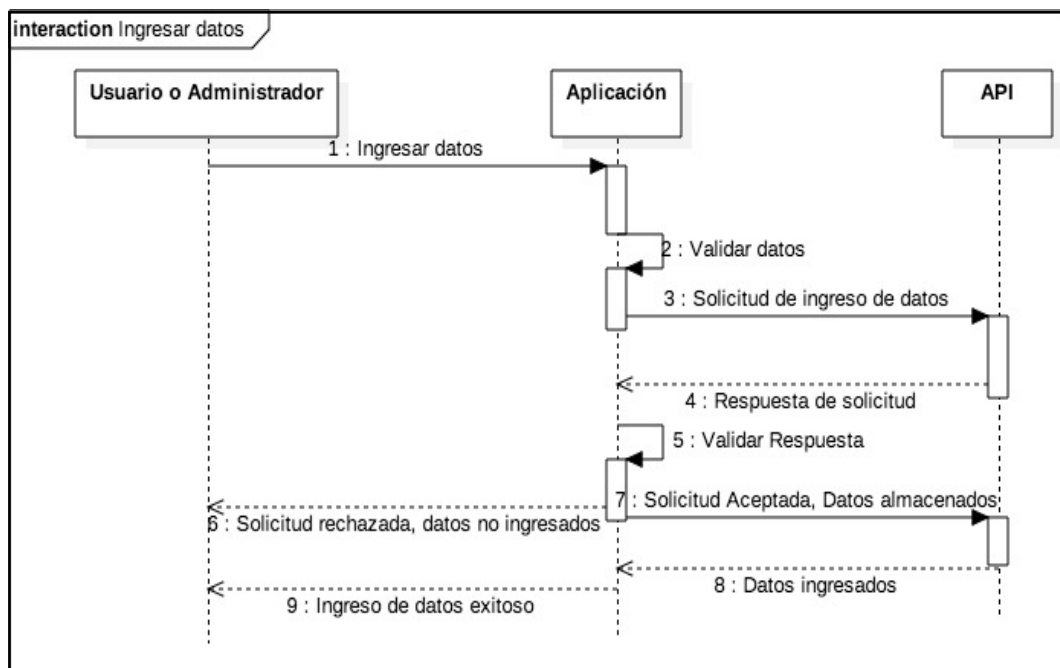 interaction Ingresar datos
Usuario o Administrador
Aplicación
API
1 : Ingresar datos
2 : Validar datos
3 : Solicitud de ingreso de datos
4 : Respuesta de solicitud
5 : Validar Respuesta
7 : Solicitud Aceptada, Datos almacenados
6 : Solicitud rechazada, datos no ingresados
8 : Datos ingresados
9 : Ingreso de datos exitoso